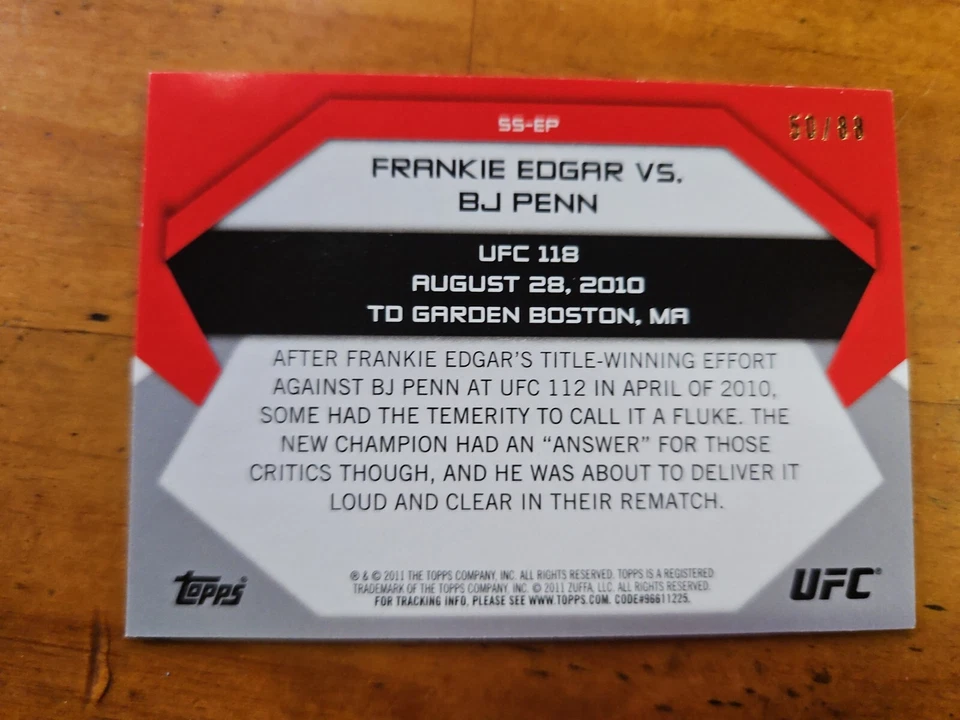 SS-EP
50/88
FRANKIE EDGAR VS.
BJ PENN
UFC 118
AUGUST 28, 2010
TD GARDEN BOSTON, MA
AFTER FRANKIE EDGAR'S TITLE-WINNING EFFORT
AGAINST BJ PENN AT UFC 112 IN APRIL OF 2010,
SOME HAD THE TEMERITY TO CALL IT A FLUKE. THE
NEW CHAMPION HAD AN “ANSWER” FOR THOSE
CRITICS THOUGH, AND HE WAS ABOUT TO DELIVER IT
LOUD AND CLEAR IN THEIR REMATCH.
® & © 2011 THE TOPPS COMPANY, INC. ALL RIGHTS RESERVED. TOPPS IS A REGISTERED
TRADEMARK OF THE TOPPS COMPANY, INC. © 2011 ZUFFA, LLC. ALL RIGHTS RESERVED.
FOR TRACKING INFO, PLEASE SEE WWW.TOPPS.COM. CODE#96611225.
Topps®
UFC®